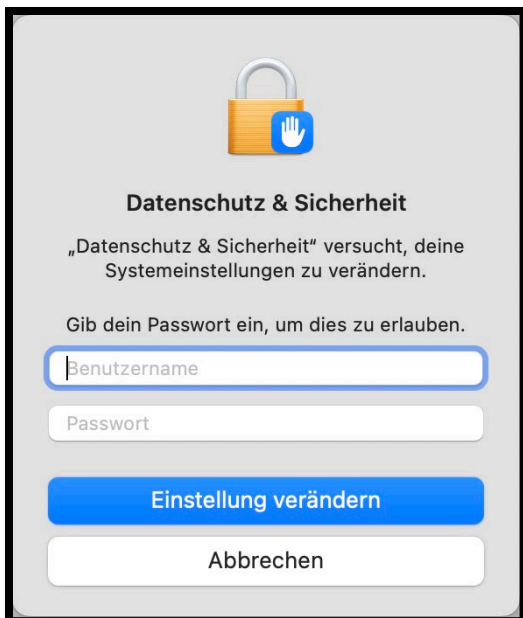 Datenschutz & Sicherheit
„Datenschutz & Sicherheit“ versucht, deine
Systemeinstellungen zu verändern.
Gib dein Passwort ein, um dies zu erlauben.
Benutzername
Passwort
Einstellung verändern
Abbrechen